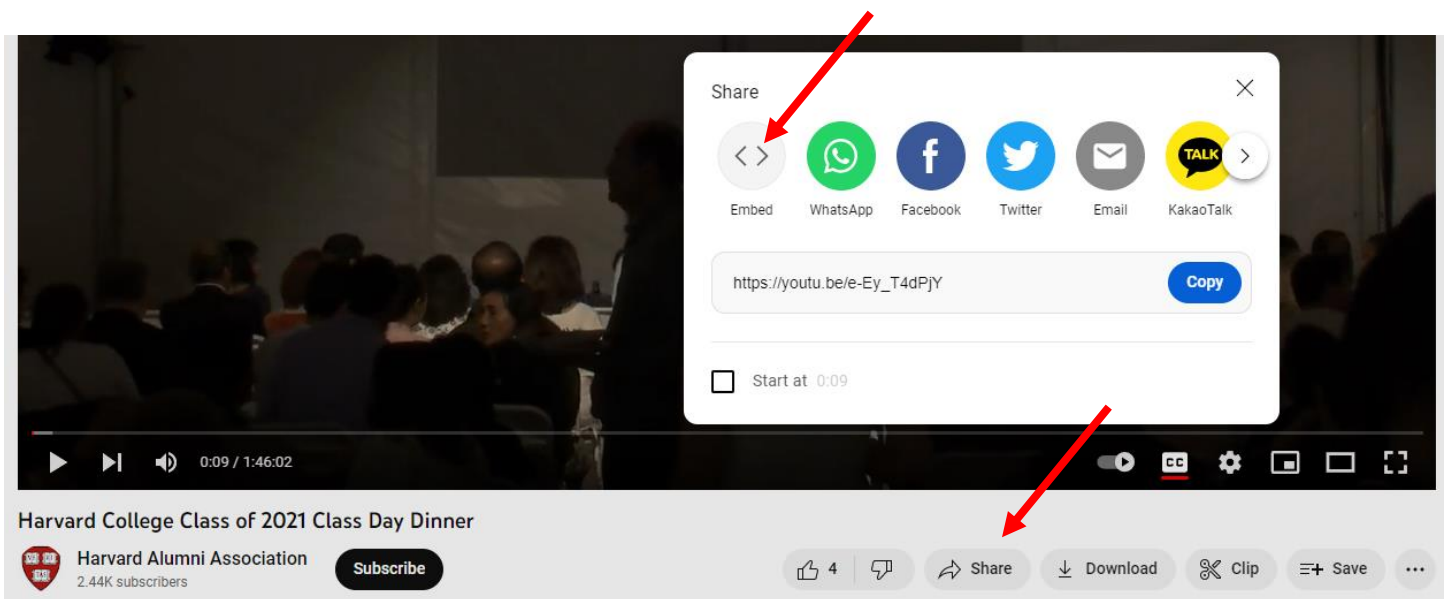 Share
Embed WhatsApp Facebook Twitter Email KakaoTalk
TALK
https://youtu.be/e-Ey_T4dPjY Copy
Start at 0:09
0:09 / 1:46:02
CC
Harvard College Class of 2021 Class Day Dinner
Harvard Alumni Association
2.44K subscribers
Subscribe
4 Share Download Clip Save